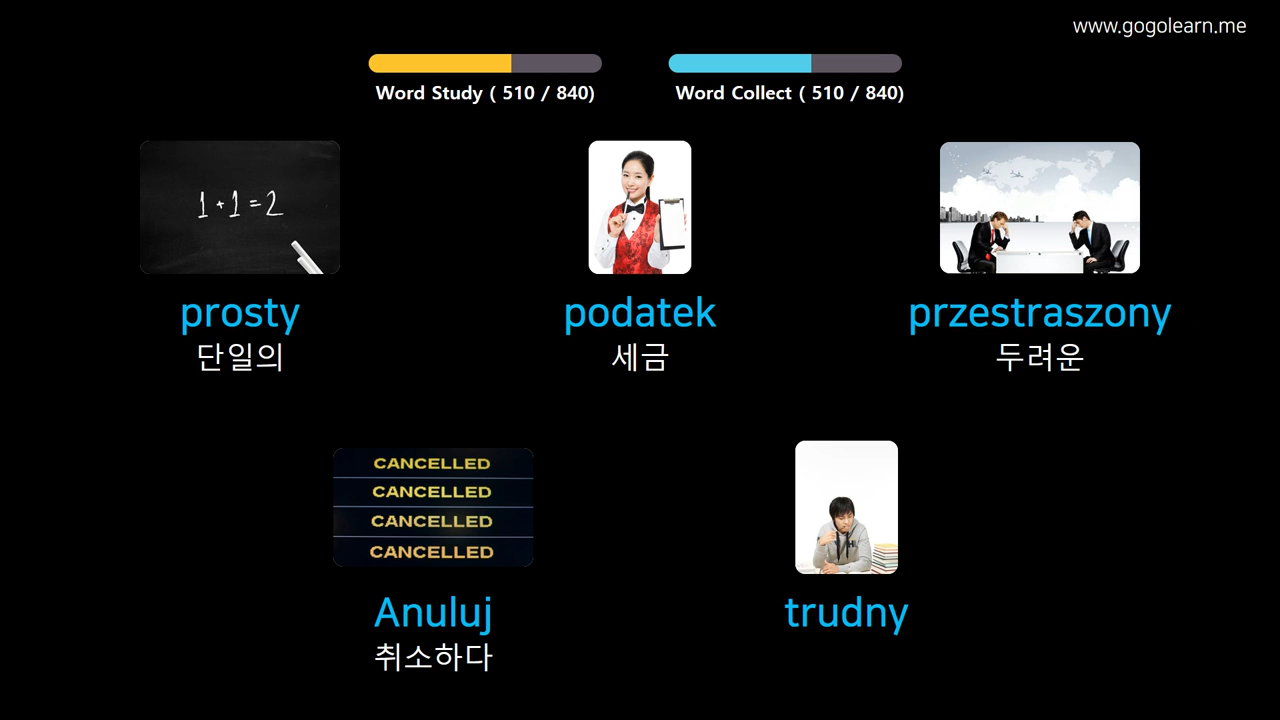 www.gogolearn.me
Word Study ( 510 / 840)
Word Collect ( 510 / 840)
1 + 1 = 2
prosty
단일의
podatek
세금
przestraszony
두려운
CANCELLED
CANCELLED
CANCELLED
CANCELLED
Anuluj
취소하다
trudny